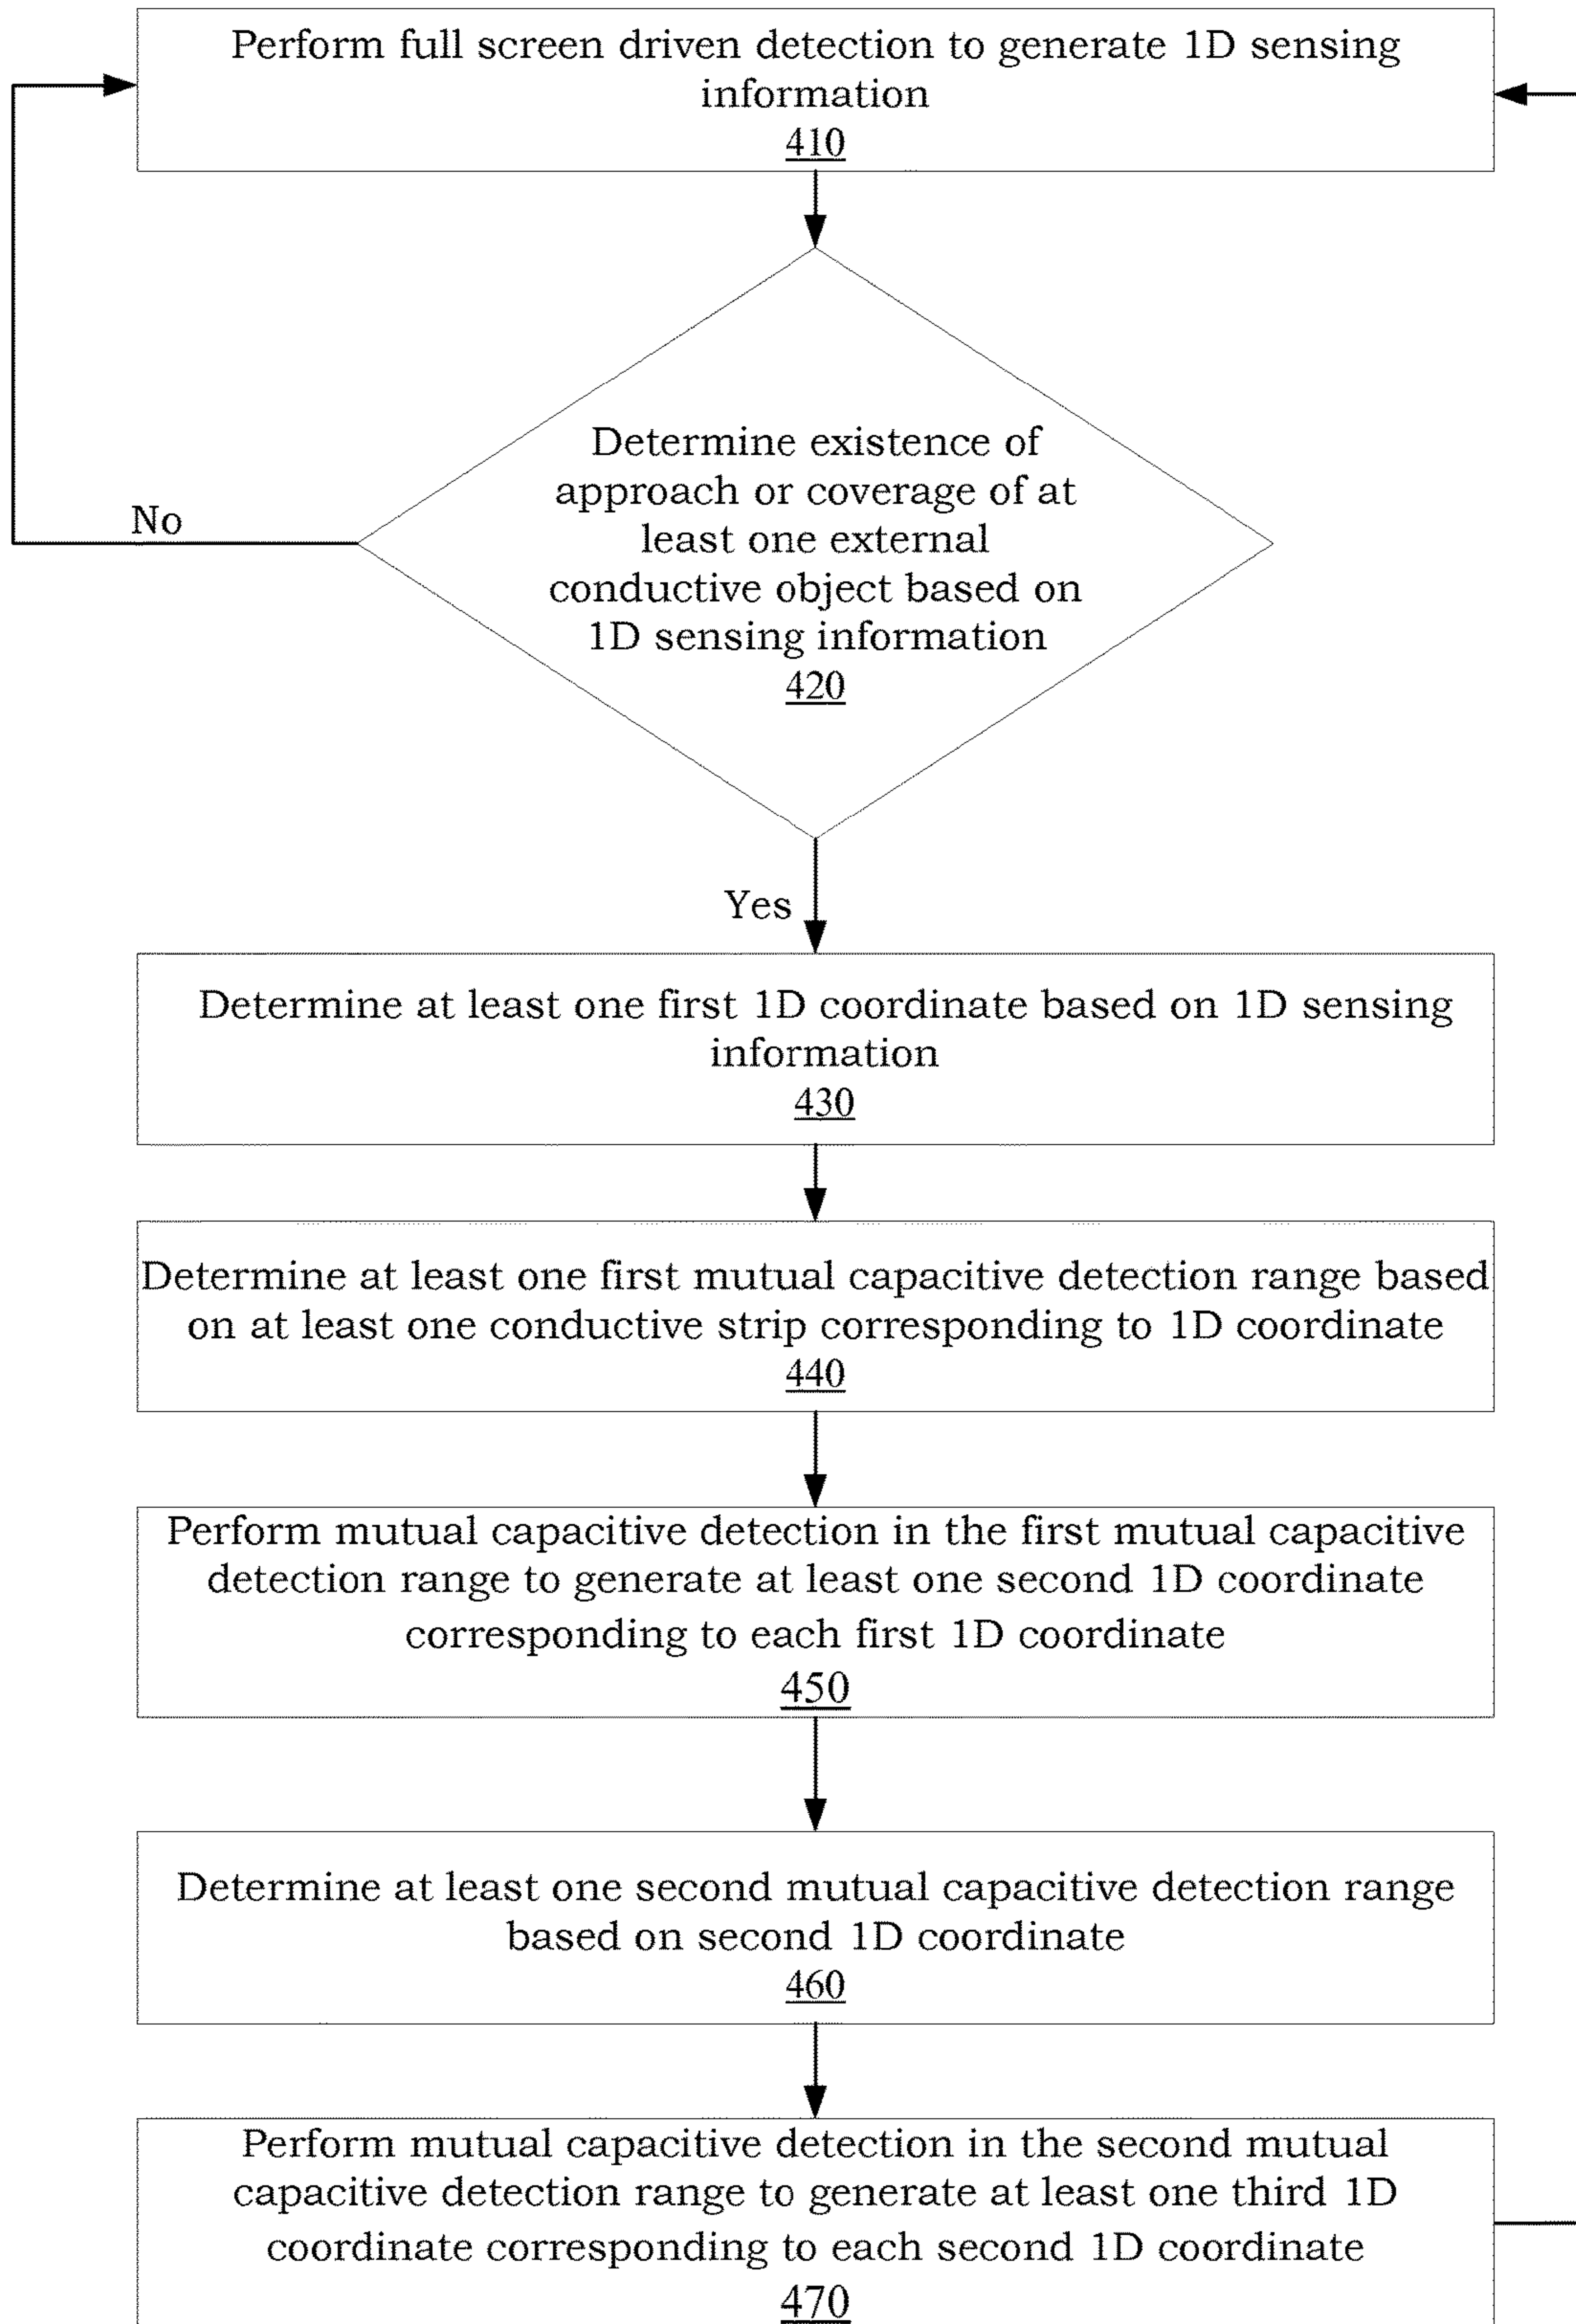 Perform full screen driven detection to generate 1D sensing
information
410
Determine existence of
approach or coverage of at
least one external
conductive object based on
1D sensing information
420
No
Yes
Determine at least one first 1D coordinate based on 1D sensing
information
430
Determine at least one first mutual capacitive detection range based
on at least one conductive strip corresponding to 1D coordinate
440
Perform mutual capacitive detection in the first mutual capacitive
detection range to generate at least one second 1D coordinate
corresponding to each first 1D coordinate
450
Determine at least one second mutual capacitive detection range
based on second 1D coordinate
460
Perform mutual capacitive detection in the second mutual
capacitive detection range to generate at least one third 1D
coordinate corresponding to each second 1D coordinate
470